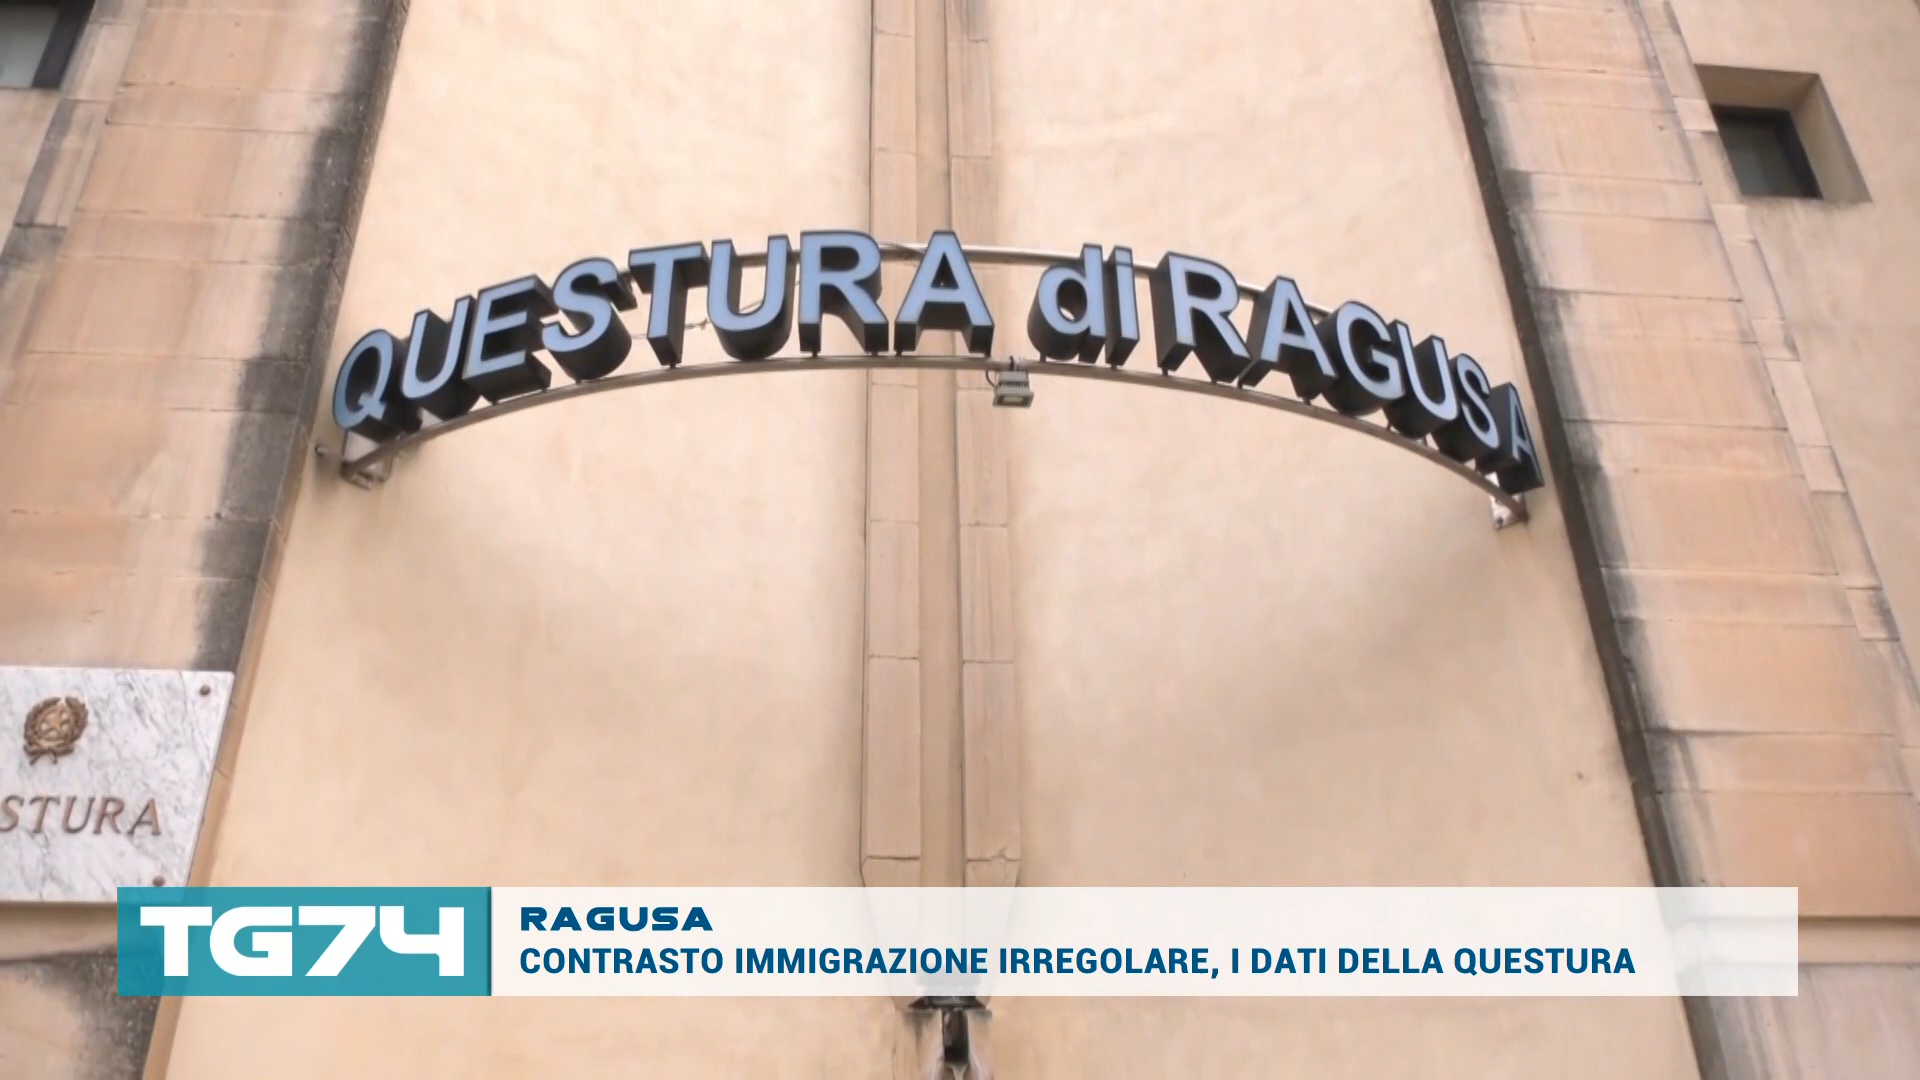 QUESTURA di RAGUSA
STURA
TG74
RAGUSA
CONTRASTO IMMIGRAZIONE IRREGOLARE, I DATI DELLA QUESTURA